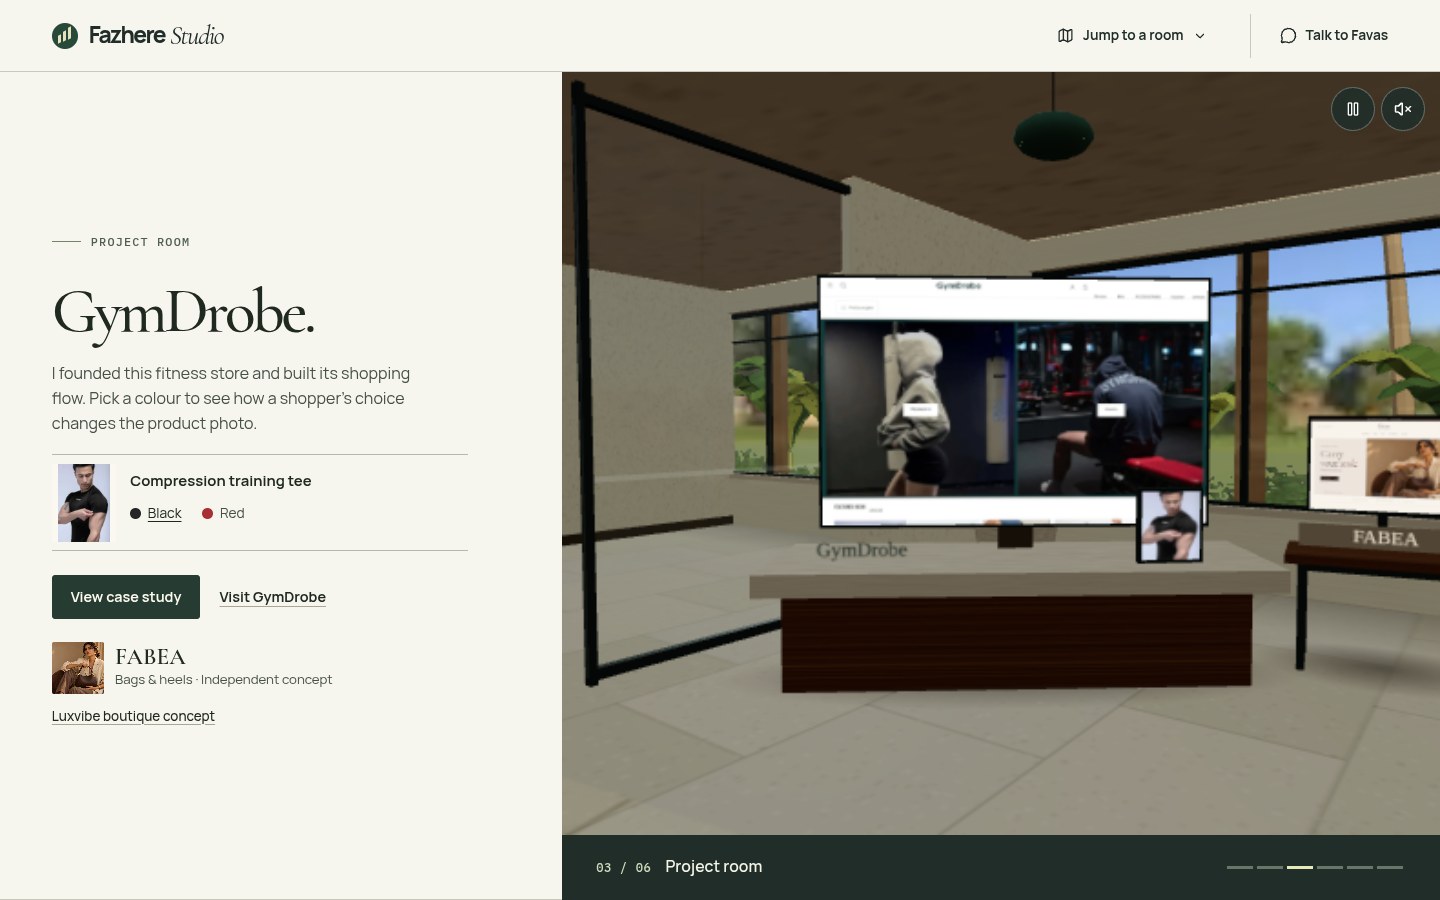 Fazhere Studio
Jump to a room
Talk to Favas
PROJECT ROOM
GymDrobe.
I founded this fitness store and built its shopping
flow. Pick a colour to see how a shopper's choice
changes the product photo.
Compression training tee
Black
Red
View case study
Visit GymDrobe
FABEA
Bags & heels · Independent concept
Luxvibe boutique concept
GymDrobe
GymDrobe
FABEA
03 / 06 Project room